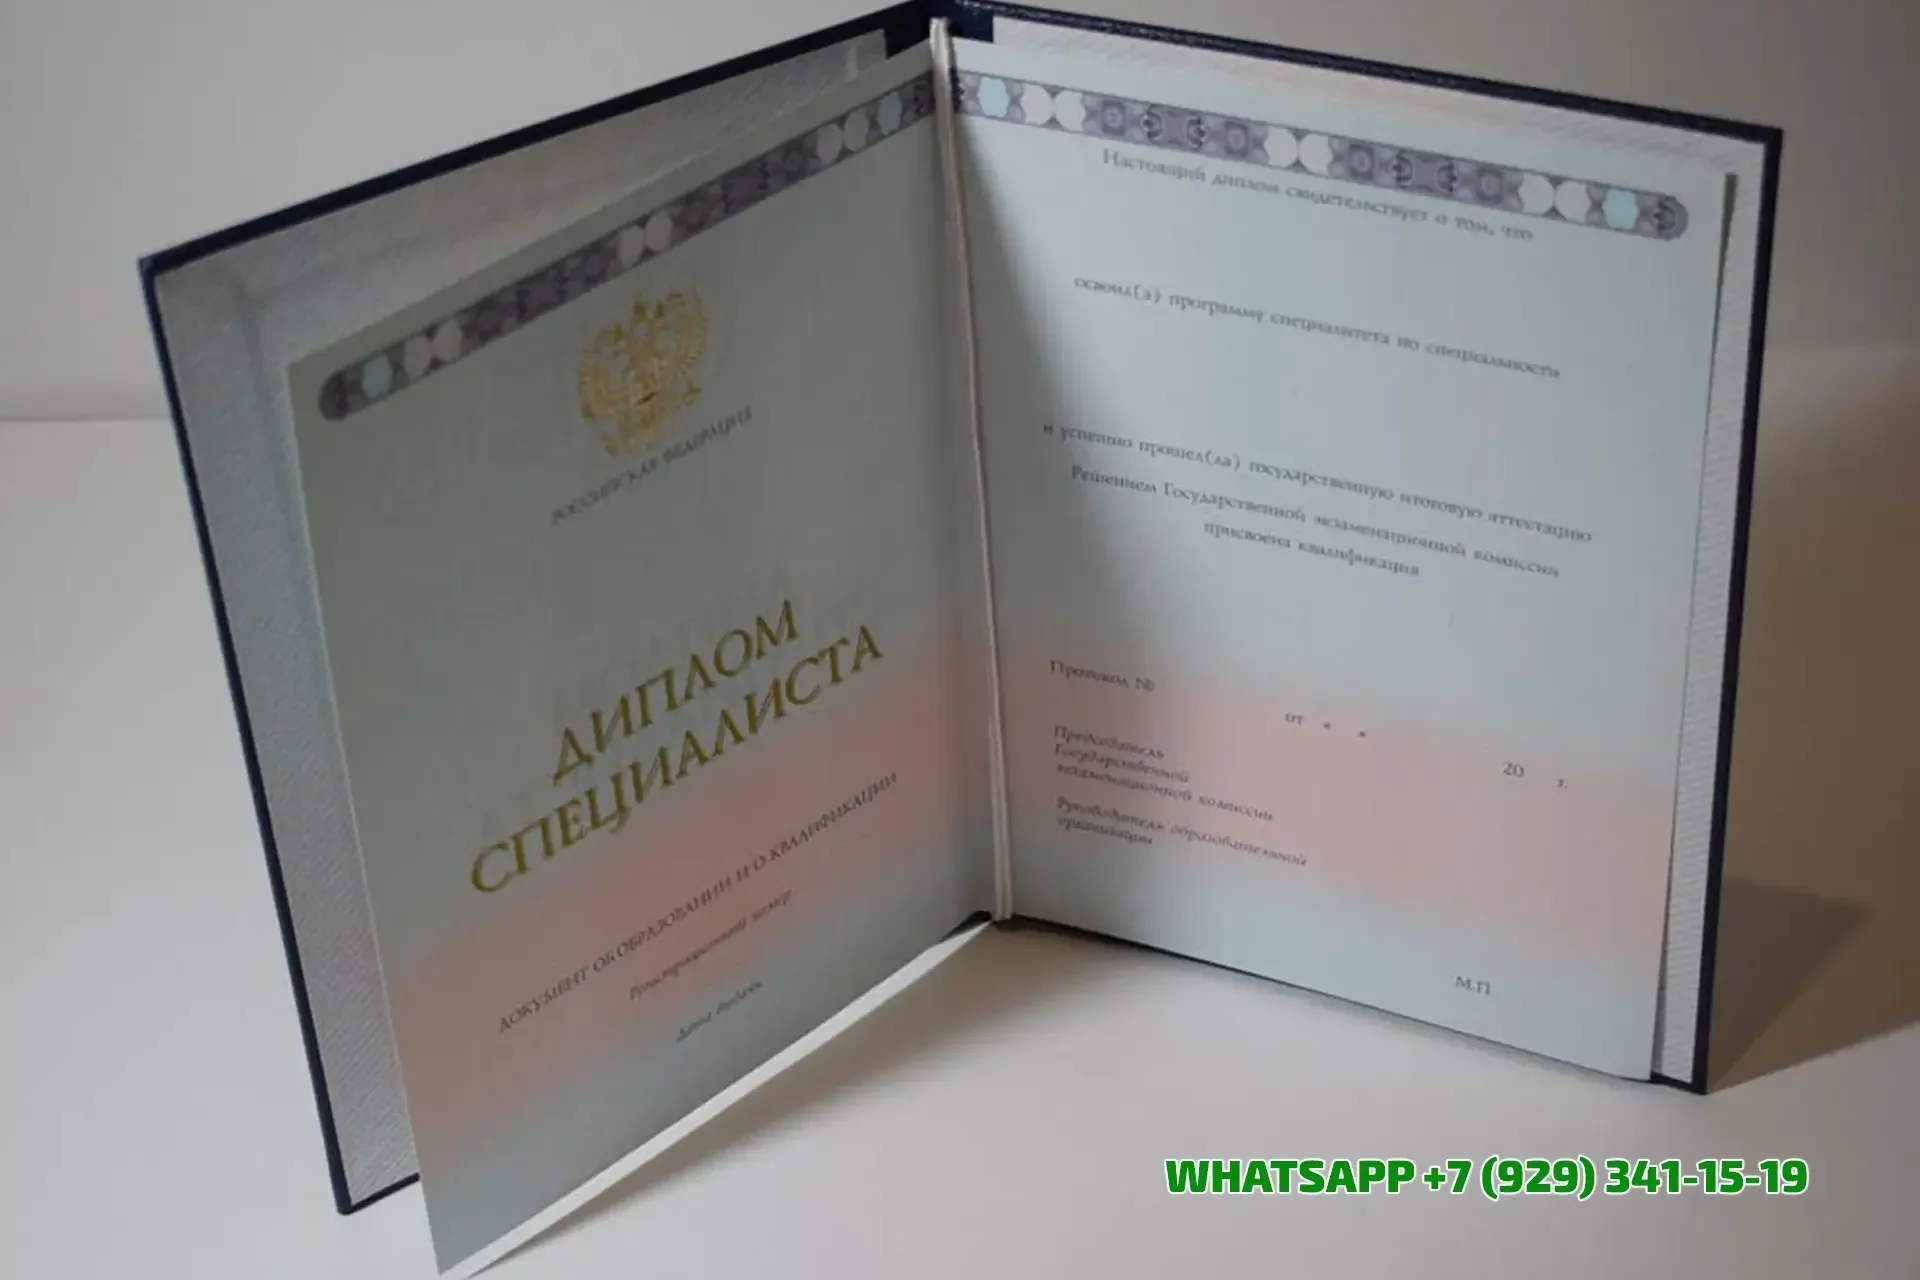 РОССИЙСКАЯ ФЕДЕРАЦИЯ
ДИПЛОМ
СПЕЦИАЛИСТА
ДОКУМЕНТ ОБ ОБРАЗОВАНИИ И О КВАЛИФИКАЦИИ
Регистрационный номер
Дата выдачи
Настоящий диплом свидетельствует о том, что
освоил(а) программу специалитета по специальности
и успешно прошел(ла) государственную итоговую аттестацию
Решением Государственной экзаменационной комиссии
присвоена квалификация
Протокол №
от « »
20 г.
Председатель
Государственной
экзаменационной комиссии
Руководитель образовательной
организации
М.П.
WHATSAPP +7 (929) 341-15-19